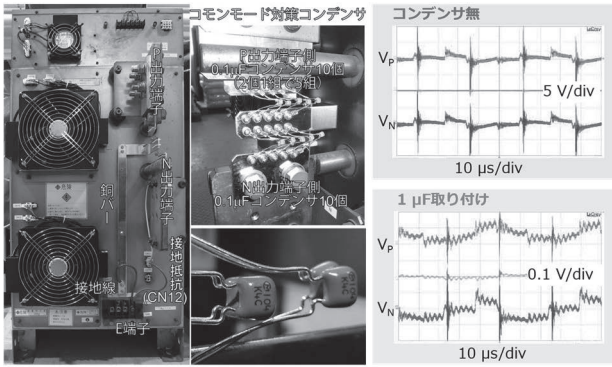 無
P出力端子
N出力端子
銅バー
接地抵抗
(CN12)
接地線
E端子
コモンモード対策コンデンサ
P出力端子側
0.1μFコンデンサ10個
(2個1組で5組)
N出力端子側
0.1μFコンデンサ10個
コンデンサ無
VP
5 V/div
VN
10 μs/div
1 μF取り付け
VP
0.1 V/div
VN
10 μs/div